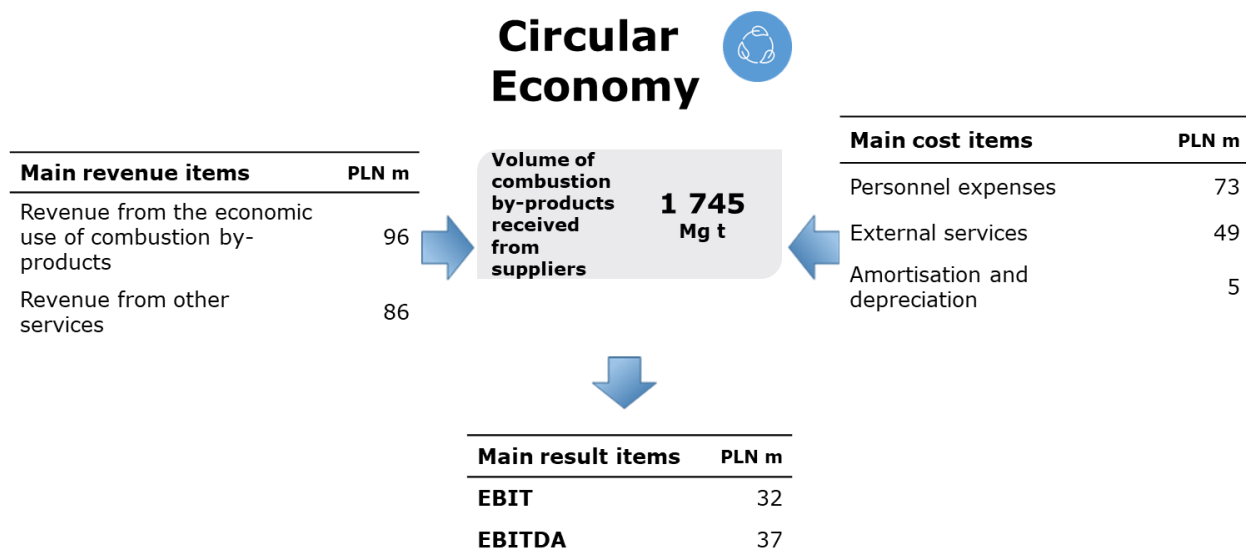 Circular
Economy
Main revenue items PLN m
Revenue from the economic
use of combustion by-
products 96
Revenue from other
services 86
Volume of
combustion
by-products
received
from
suppliers
1 745
Mg t
Main cost items PLN m
Personnel expenses 73
External services 49
Amortisation and
depreciation 5
Main result items PLN m
EBIT 32
EBITDA 37